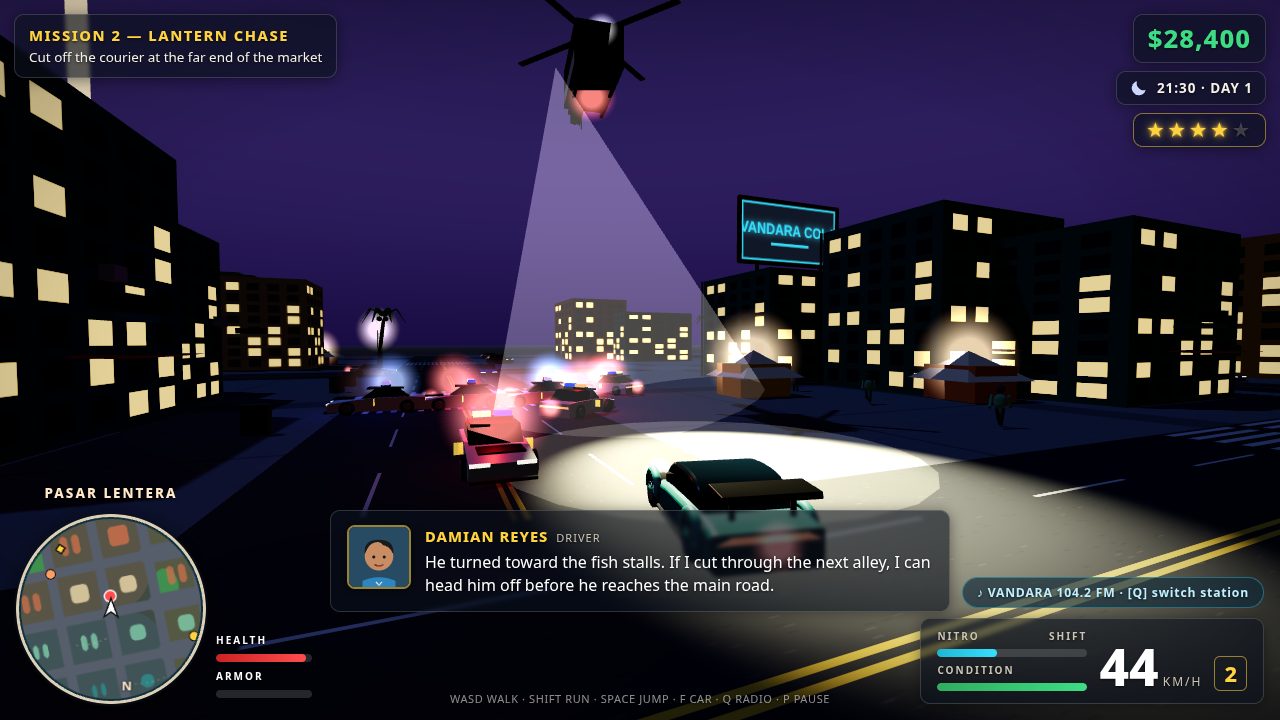 MISSION 2 — LANTERN CHASE
Cut off the courier at the far end of the market
$28,400
21:30 · DAY 1
VANDARA CO
PASAR LENTERA
N
HEALTH
ARMOR
DAMIAN REYES DRIVER
He turned toward the fish stalls. If I cut through the next alley, I can
head him off before he reaches the main road.
♪ VANDARA 104.2 FM · [Q] switch station
NITRO SHIFT
CONDITION
44 KM/H 2
WASD WALK · SHIFT RUN · SPACE JUMP · F CAR · Q RADIO · P PAUSE